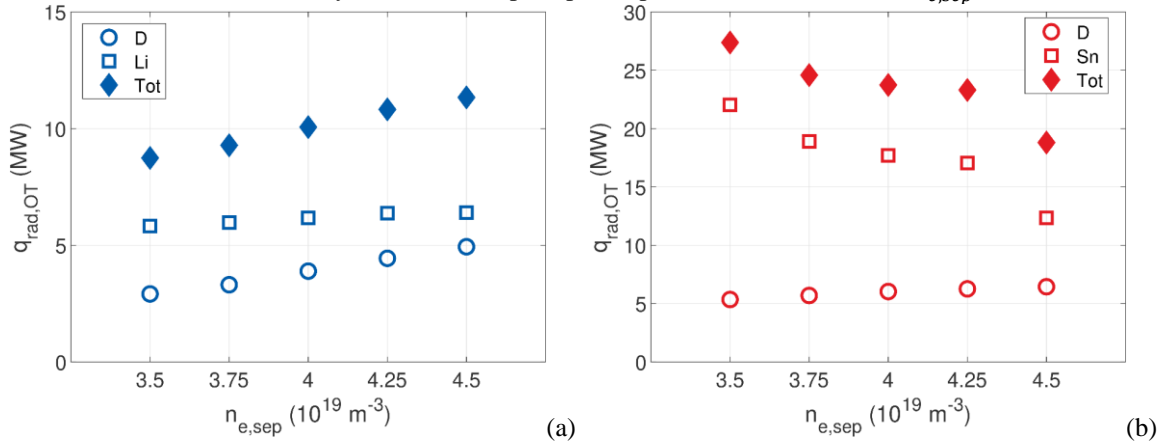 15
10
5
0
q_rad,OT (MW)
D
Li
Tot
3.5 3.75 4 4.25 4.5
n_e,sep (10^19 m^-3)
(a)
30
25
20
15
10
5
0
q_rad,OT (MW)
D
Sn
Tot
3.5 3.75 4 4.25 4.5
n_e,sep (10^19 m^-3)
(b)